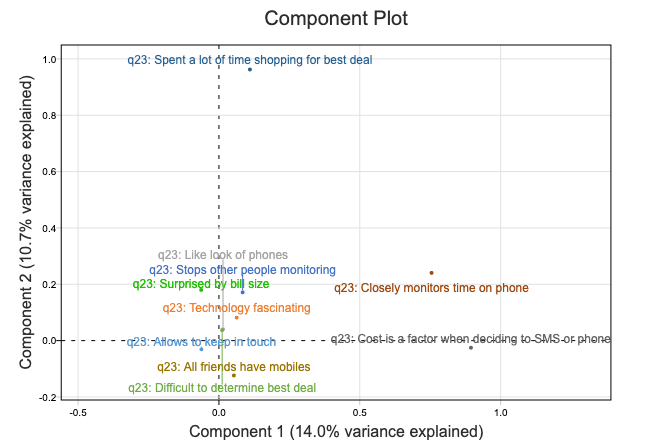 Component Plot
Component 2 (10.7% variance explained)
1.0
0.8
0.6
0.4
0.2
0.0
-0.2
q23: Spent a lot of time shopping for best deal
q23: Like look of phones
q23: Stops other people monitoring
q23: Surprised by bill size
q23: Closely monitors time on phone
q23: Technology fascinating
q23: Cost is a factor when deciding to SMS or phone
q23: Allows to keep in touch
q23: All friends have mobiles
q23: Difficult to determine best deal
-0.5
0.0
0.5
1.0
Component 1 (14.0% variance explained)